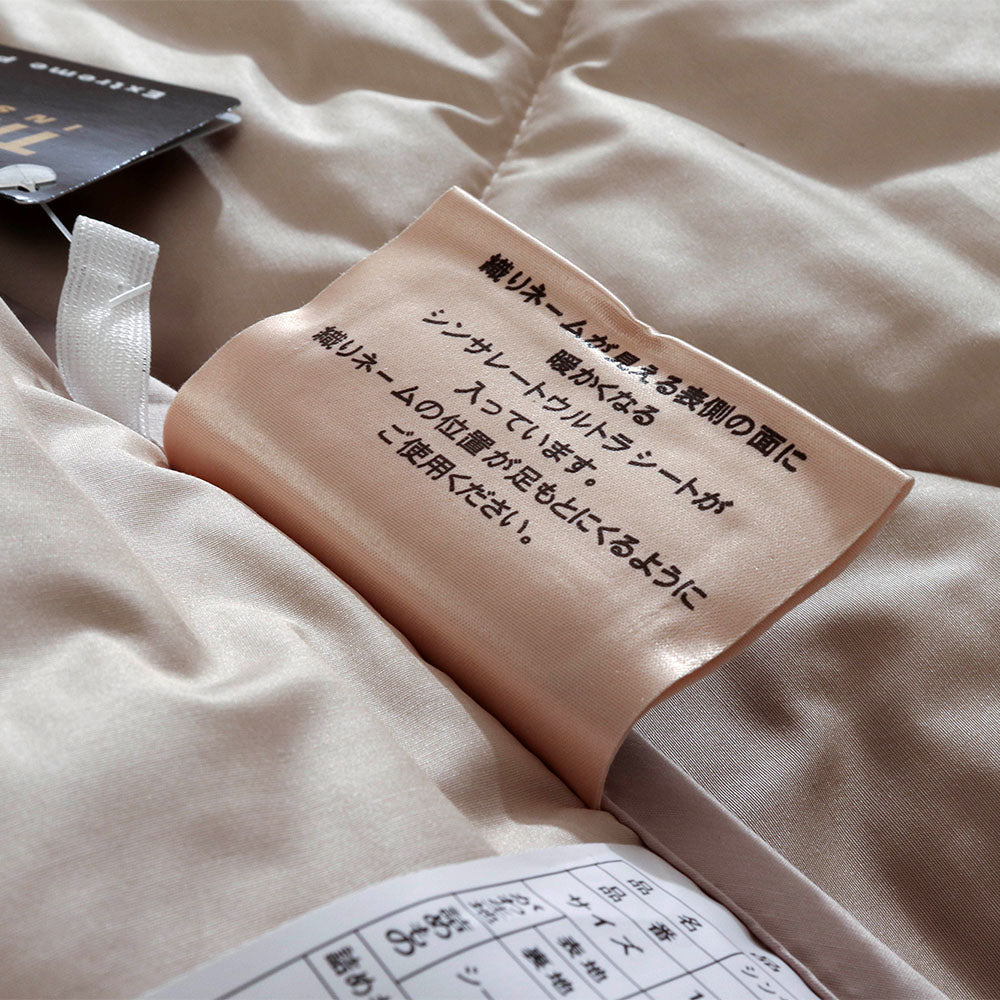 Extreme
織りネームが見える表側の面に
暖かくなる
シンサレートウルトラシートが
入っています。
織りネームの位置が足もとにくるように
ご使用ください。
品名
品番
サイズ
表地
裏地
詰め